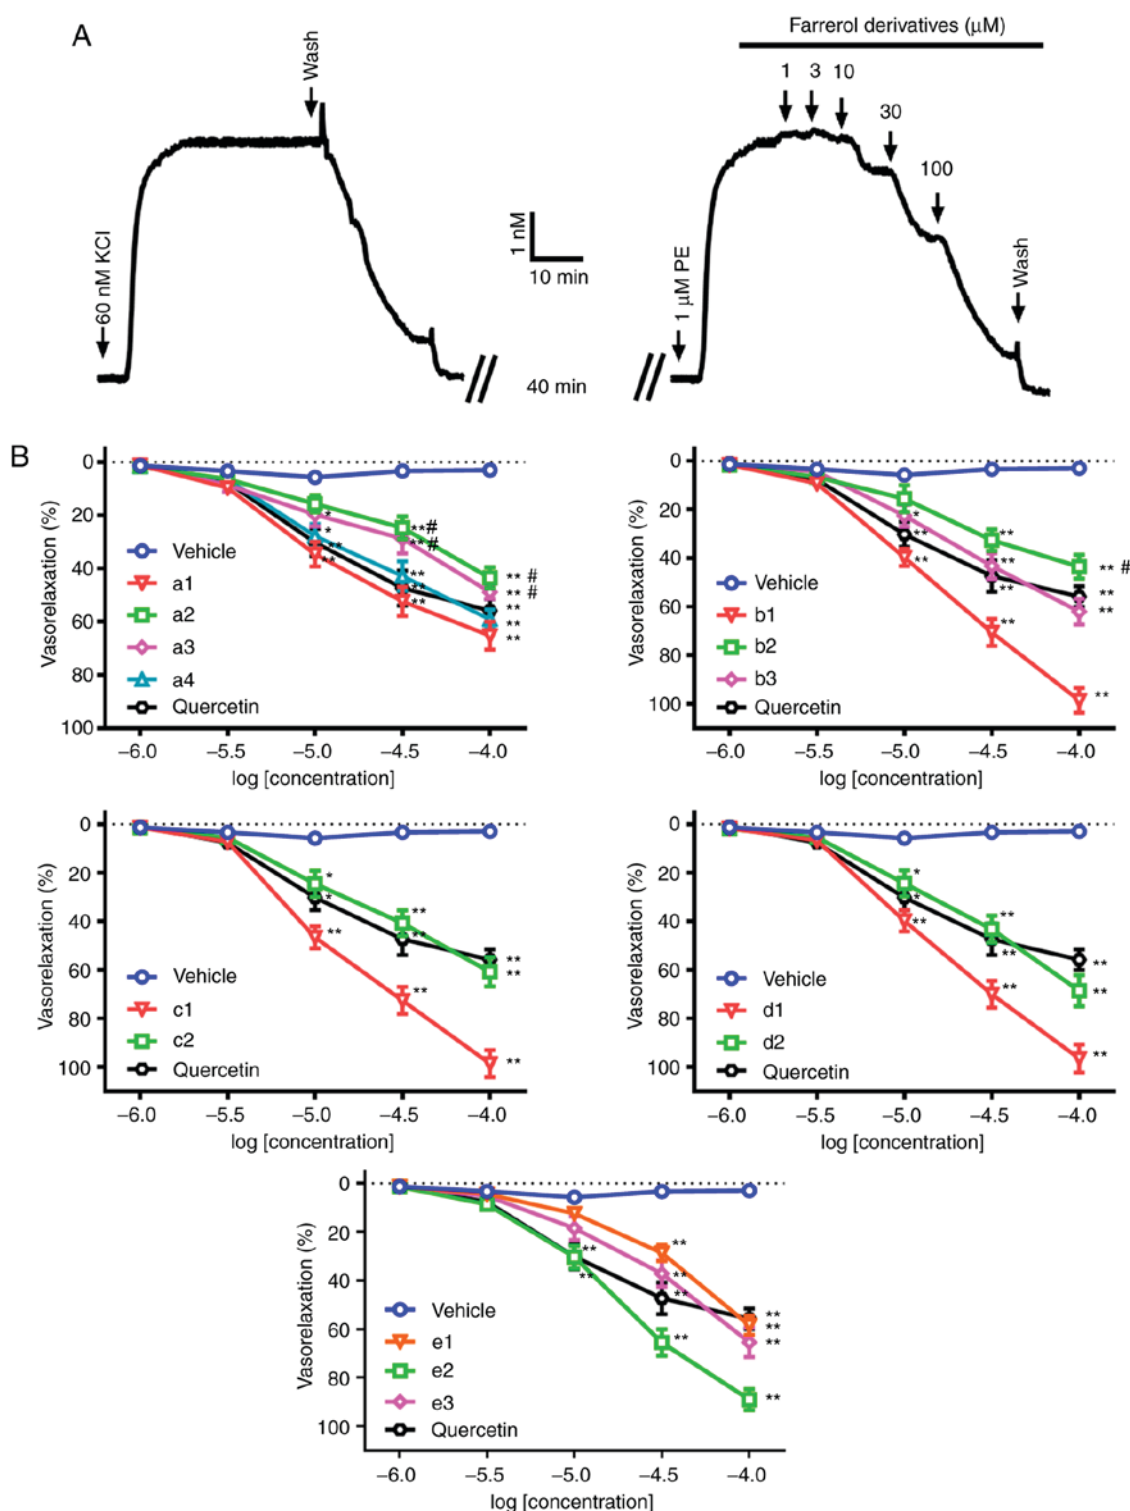 A
60 nM KCl
Wash
1 nM
10 min
40 min
Farrerol derivatives (μM)
1 3 10
30
100
1 μM PE
Wash
B
Vasorelaxation (%)
0
20
40
60
80
100
Vehicle
a1
a2
a3
a4
Quercetin
*
*
**
**
**#
**#
**
**
**
** #
** #
**
**
**
−6.0 −5.5 −5.0 −4.5 −4.0
log [concentration]
Vasorelaxation (%)
0
20
40
60
80
100
Vehicle
b1
b2
b3
Quercetin
*
**
**
**
**
**
**
** #
**
**
**
−6.0 −5.5 −5.0 −4.5 −4.0
log [concentration]
Vasorelaxation (%)
0
20
40
60
80
100
Vehicle
c1
c2
Quercetin
*
*
**
**
**
**
**
**
**
−6.0 −5.5 −5.0 −4.5 −4.0
log [concentration]
Vasorelaxation (%)
0
20
40
60
80
100
Vehicle
d1
d2
Quercetin
*
*
**
**
**
**
**
**
**
−6.0 −5.5 −5.0 −4.5 −4.0
log [concentration]
Vasorelaxation (%)
0
20
40
60
80
100
Vehicle
e1
e2
e3
Quercetin
**
**
**
**
**
**
**
**
**
**
−6.0 −5.5 −5.0 −4.5 −4.0
log [concentration]